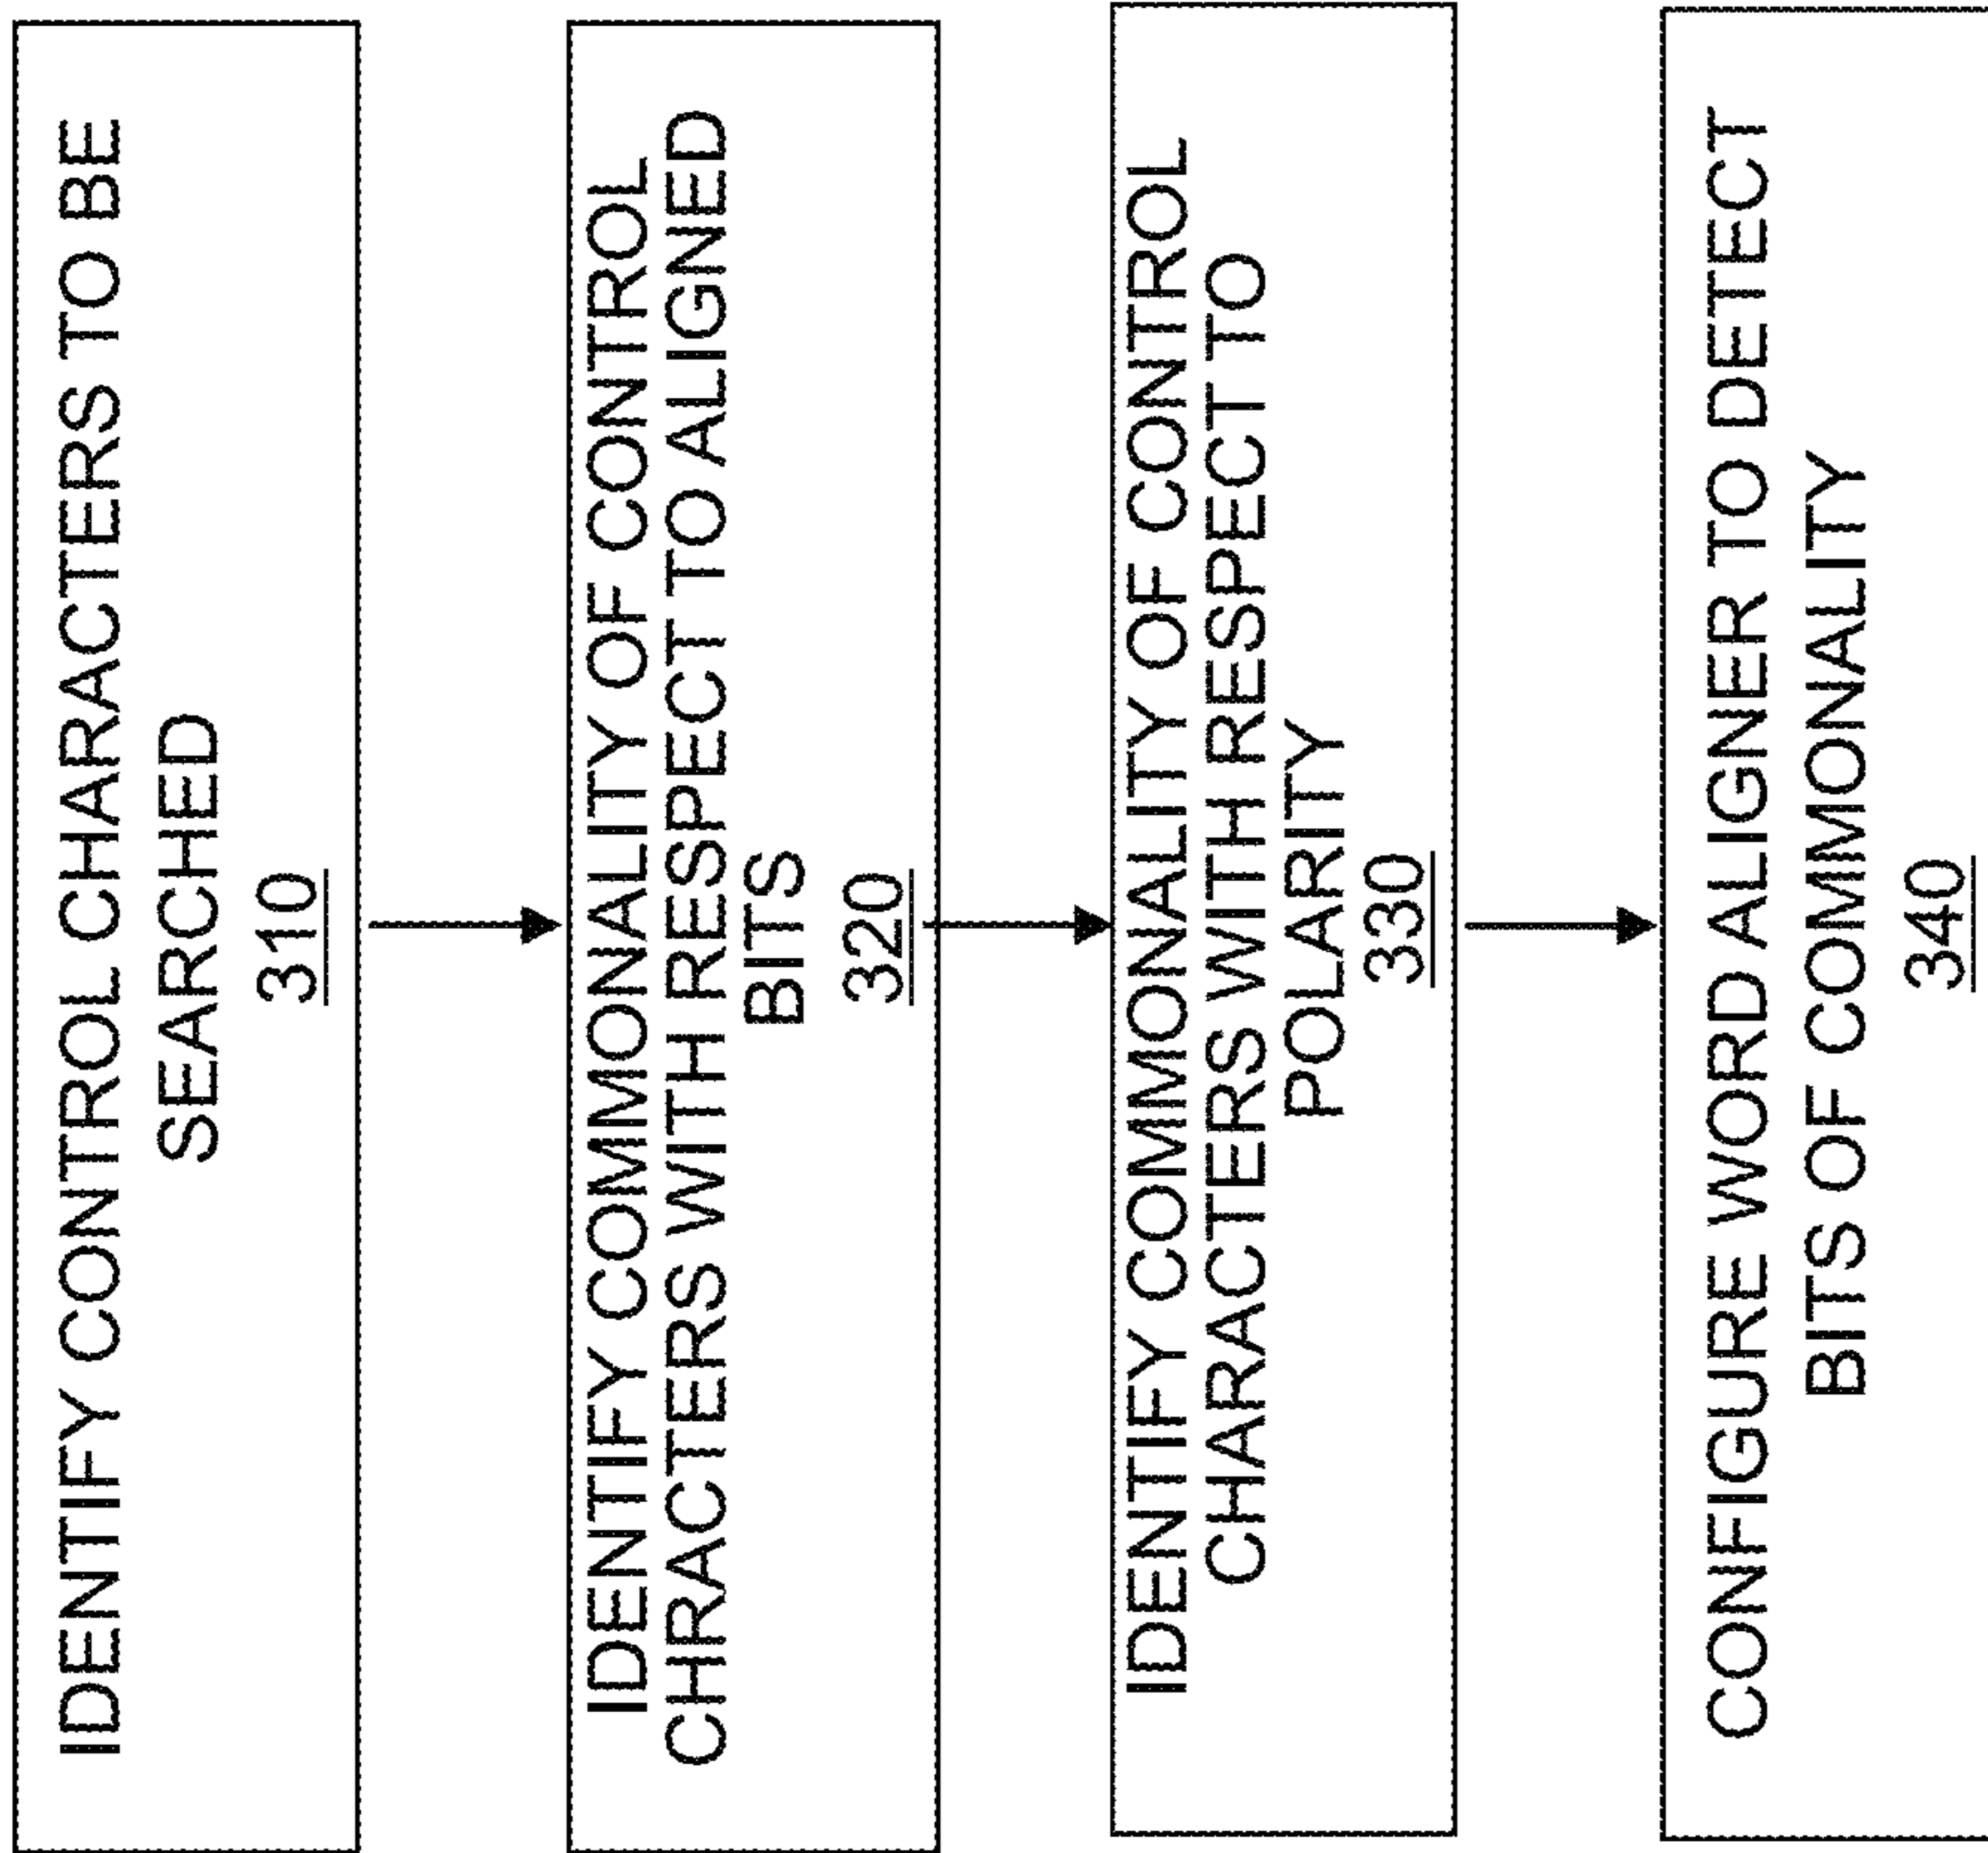 IDENTIFY CONTROL CHARACTERS TO BE
SEARCHED
310
IDENTIFY COMMONALITY OF CONTROL
CHRACTERS WITH RESPECT TO ALIGNED
BITS
320
IDENTIFY COMMONALITY OF CONTROL
CHARACTERS WITH RESPECT TO
POLARITY
330
CONFIGURE WORD ALIGNER TO DETECT
BITS OF COMMONALITY
340